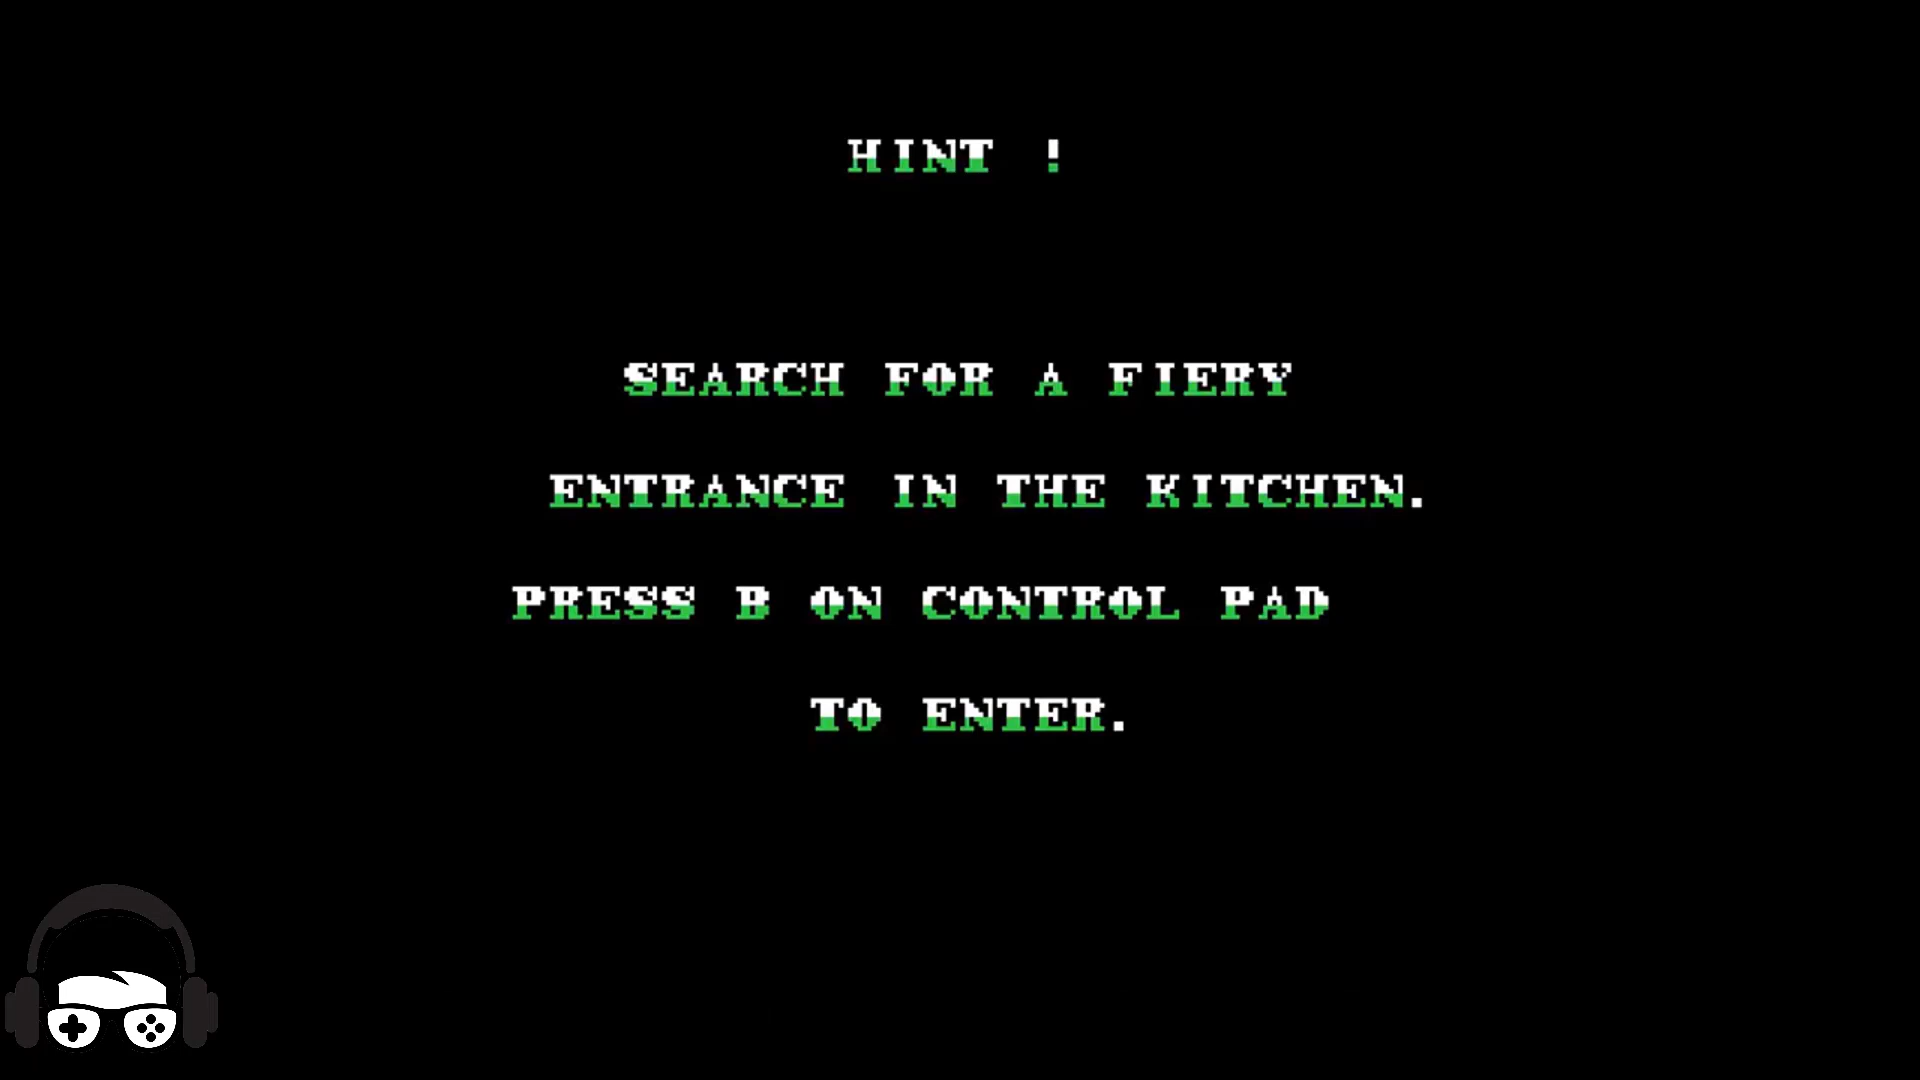 HINT !
SEARCH FOR A FIERY
ENTRANCE IN THE KITCHEN.
PRESS B ON CONTROL PAD
TO ENTER.